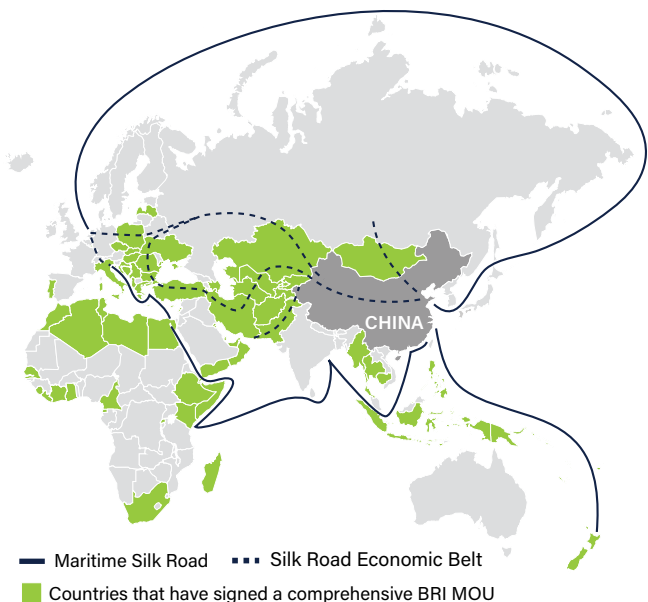 CHINA
Maritime Silk Road
Silk Road Economic Belt
Countries that have signed a comprehensive BRI MOU